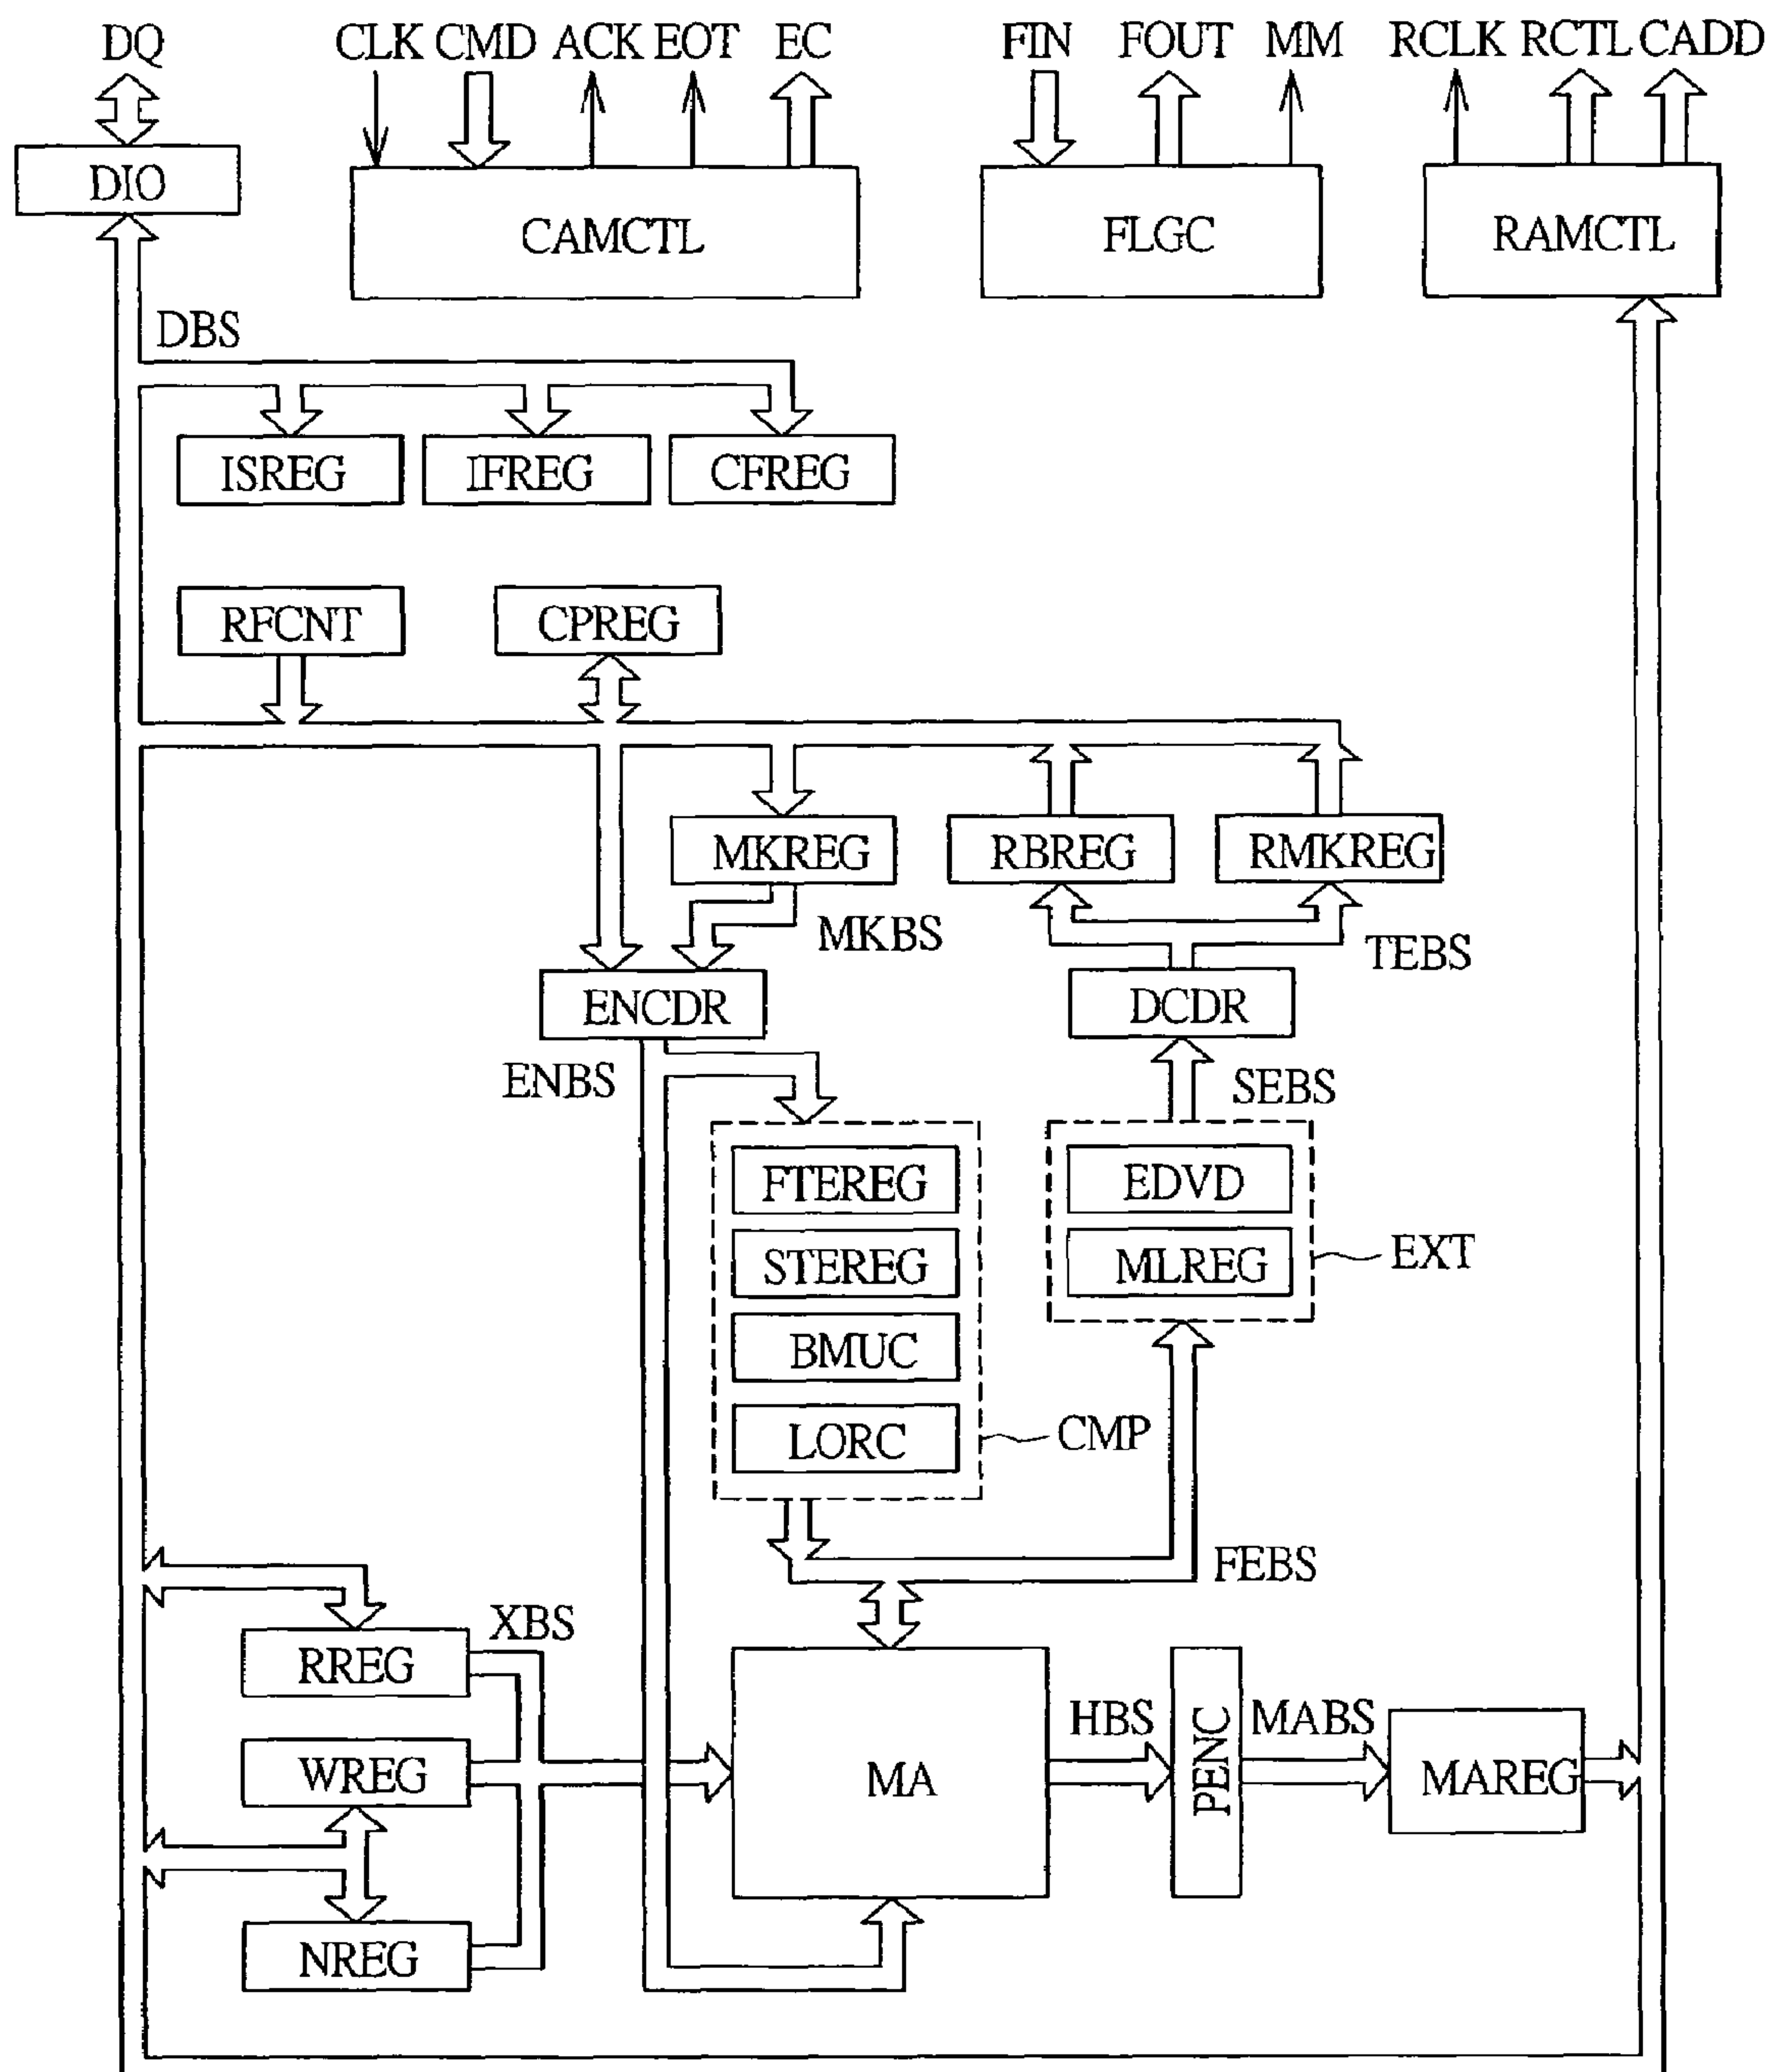 DQ CLK CMD ACK EOT EC FIN FOUT MM RCLK RCTL CADD
DIO
CAMCTL FLGC RAMCTL
DBS
ISREG IFREG CFREG
RFCNT CPREG
MKREG RBREG RMKREG
MKBS TEBS
ENCDR DCDR
ENBS SEBS
FTEREG EDVD
STEREG MLREG EXT
BMUC
LORC CMP
FEBS
XBS
RREG
HBS PENC MABS
WREG MA MAREG
NREG